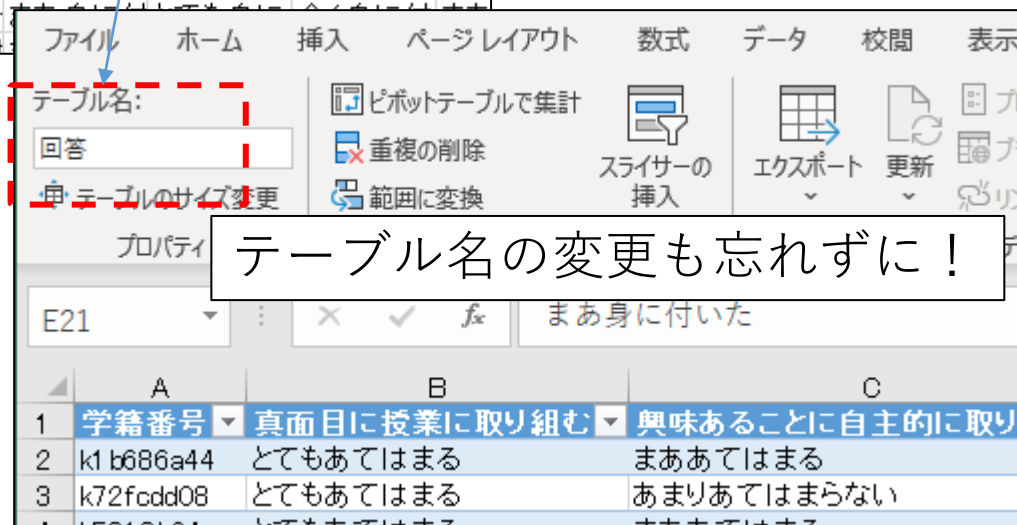 ファイル ホーム 挿入 ページ レイアウト 数式 データ 校閲 表示
テーブル名:
回答
テーブルのサイズ変更
プロパティ
ピボットテーブルで集計
重複の削除
範囲に変換
スライサーの
挿入
エクスポート
更新
テーブル名の変更も忘れずに！
E21 fx まあ身に付いた
A B C
1 学籍番号 真面目に授業に取り組む 興味あることに自主的に取り
2 k1b686a44 とてもあてはまる まああてはまる
3 k72fcdd08 とてもあてはまる あまりあてはまらない